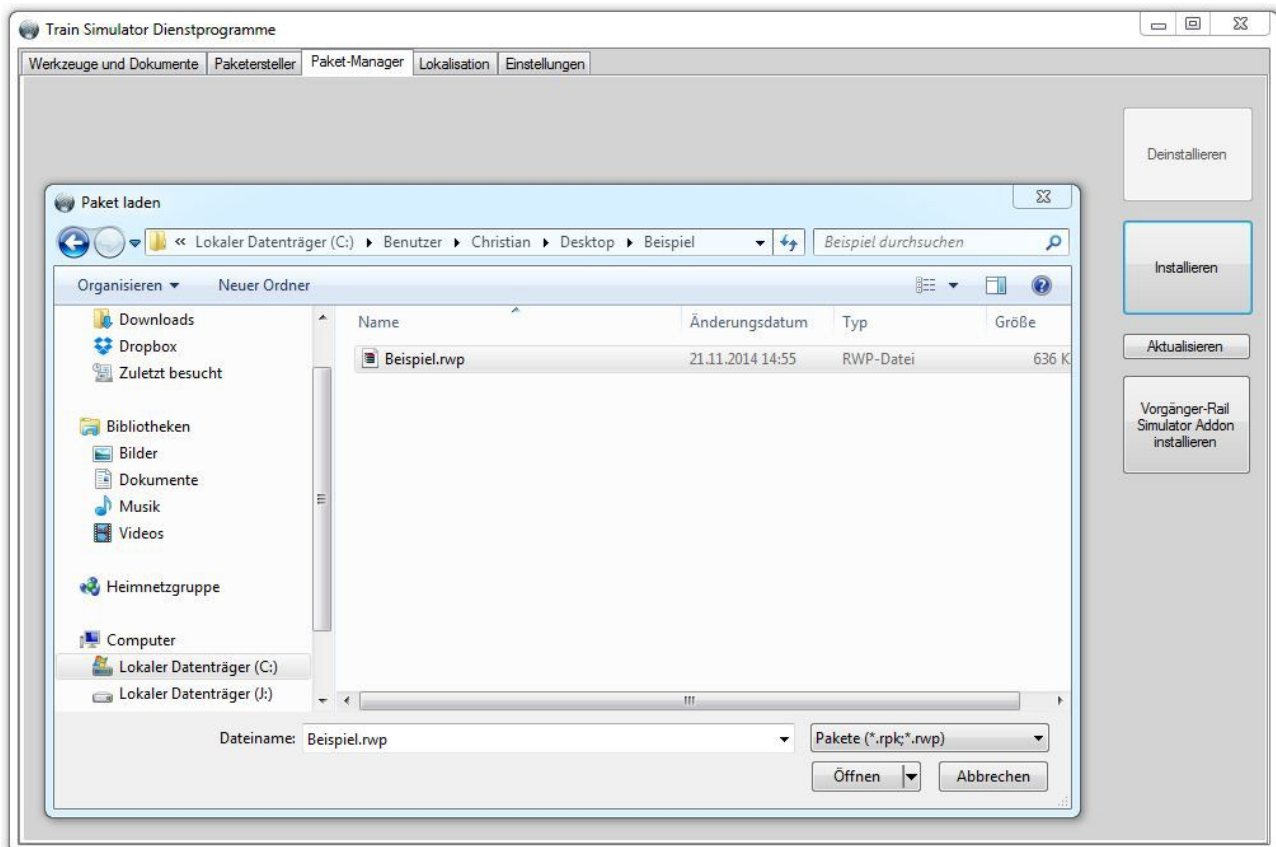 Train Simulator Dienstprogramme
Werkzeuge und Dokumente Paketersteller Paket-Manager Lokalisation Einstellungen
Deinstallieren
Installieren
Aktualisieren
Vorgänger-Rail
Simulator Addon
installieren
Paket laden
« Lokaler Datenträger (C:) Benutzer Christian Desktop Beispiel Beispiel durchsuchen
Organisieren Neuer Ordner
Name Änderungsdatum Typ Größe
Beispiel.rwp 21.11.2014 14:55 RWP-Datei 636 K
Downloads
Dropbox
Zuletzt besucht
Bibliotheken
Bilder
Dokumente
Musik
Videos
Heimnetzgruppe
Computer
Lokaler Datenträger (C:)
Lokaler Datenträger (J:)
Dateiname: Beispiel.rwp Pakete (*.rpk;*.rwp)
Öffnen Abbrechen